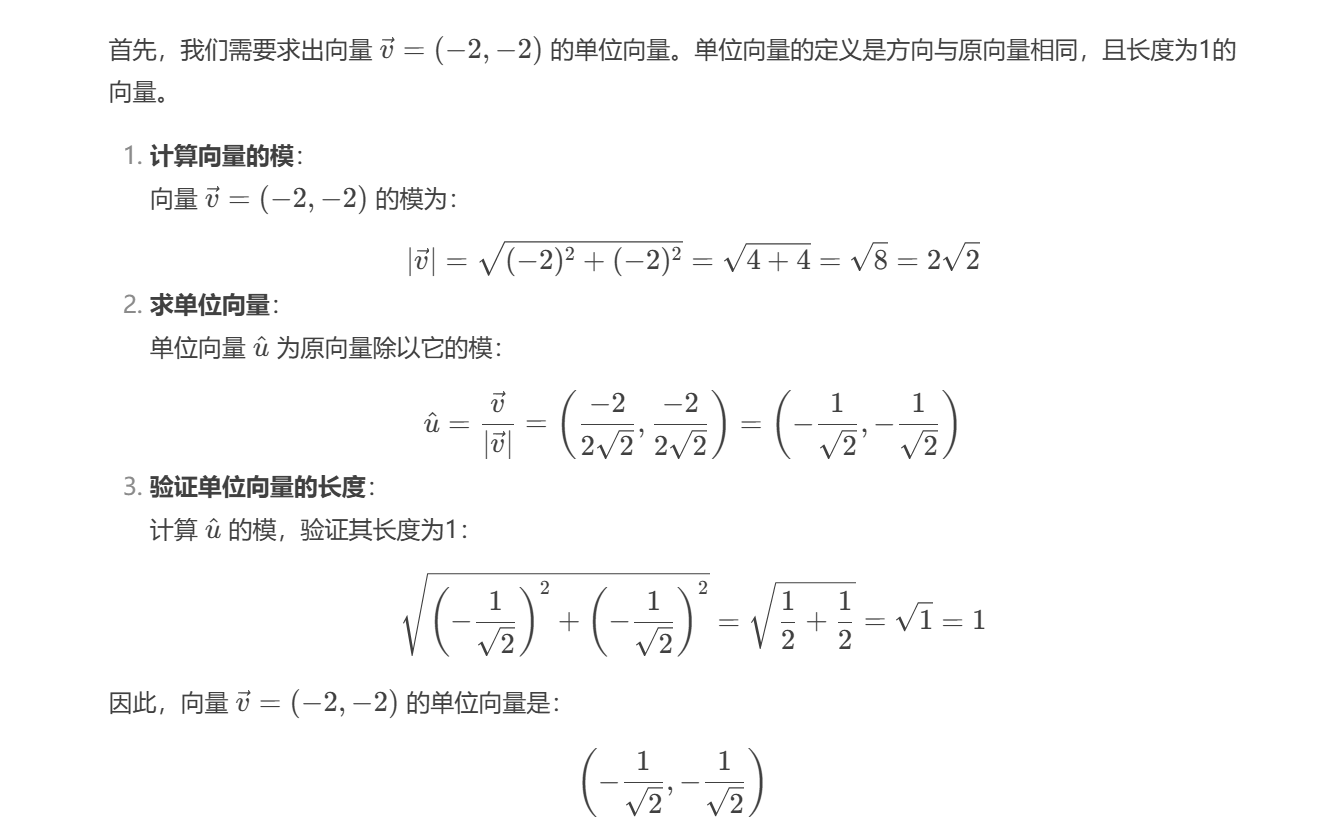 首先，我们需要求出向量 $\vec{v} = (-2, -2)$ 的单位向量。单位向量的定义是方向与原向量相同，且长度为1的
向量。
1. 计算向量的模：
向量 $\vec{v} = (-2, -2)$ 的模为：
$|\vec{v}| = \sqrt{(-2)^2 + (-2)^2} = \sqrt{4 + 4} = \sqrt{8} = 2\sqrt{2}$
2. 求单位向量：
单位向量 $\hat{u}$ 为原向量除以它的模：
$\hat{u} = \frac{\vec{v}}{|\vec{v}|} = \left( \frac{-2}{2\sqrt{2}}, \frac{-2}{2\sqrt{2}} \right) = \left( -\frac{1}{\sqrt{2}}, -\frac{1}{\sqrt{2}} \right)$
3. 验证单位向量的长度：
计算 $\hat{u}$ 的模，验证其长度为1：
$\sqrt{\left( -\frac{1}{\sqrt{2}} \right)^2 + \left( -\frac{1}{\sqrt{2}} \right)^2} = \sqrt{\frac{1}{2} + \frac{1}{2}} = \sqrt{1} = 1$
因此，向量 $\vec{v} = (-2, -2)$ 的单位向量是：
$\left( -\frac{1}{\sqrt{2}}, -\frac{1}{\sqrt{2}} \right)$